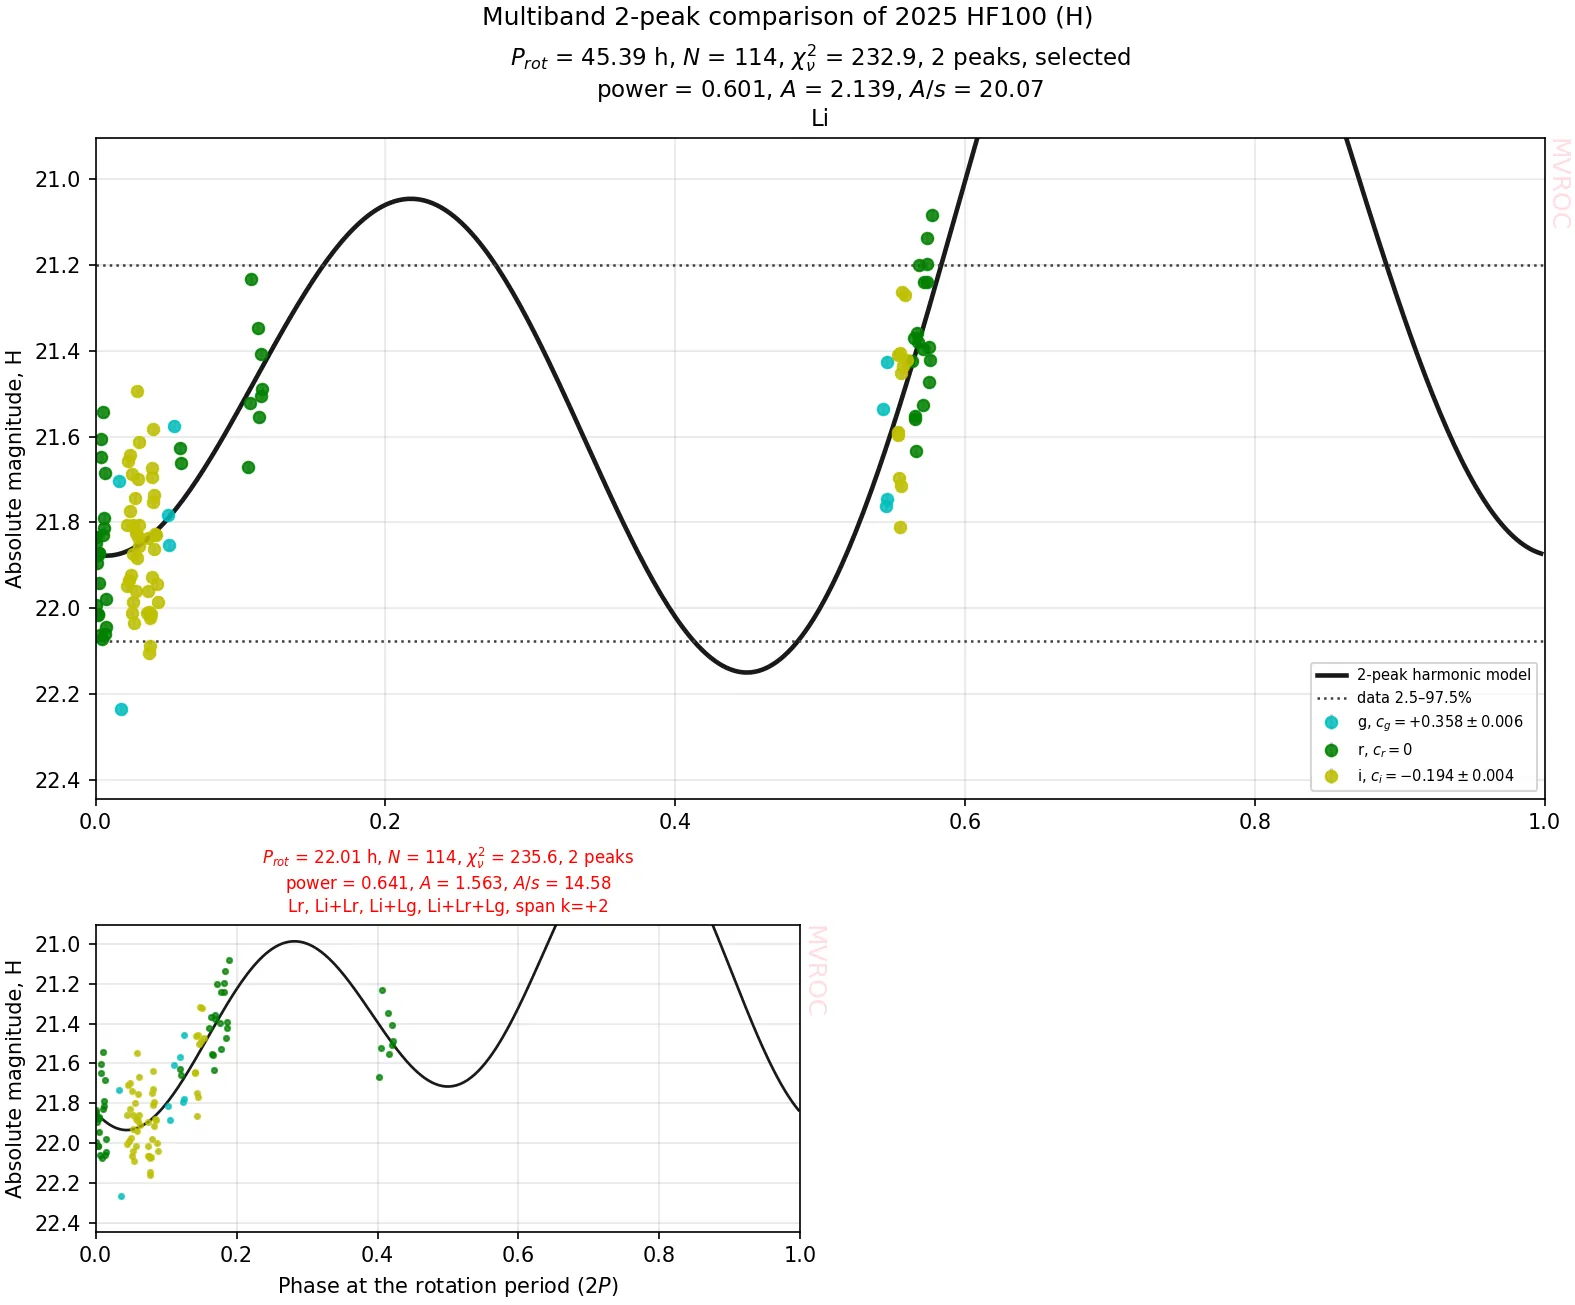 Multiband 2-peak comparison of 2025 HF100 (H)
P_rot = 45.39 h, N = 114, χ²_ν = 232.9, 2 peaks, selected
power = 0.601, A = 2.139, A/s = 20.07
Li
Absolute magnitude, H
21.0
21.2
21.4
21.6
21.8
22.0
22.2
22.4
MVROC
2-peak harmonic model
data 2.5–97.5%
g, c_g = +0.358 ± 0.006
r, c_r = 0
i, c_i = −0.194 ± 0.004
0.0 0.2 0.4 0.6 0.8 1.0
P_rot = 22.01 h, N = 114, χ²_ν = 235.6, 2 peaks
power = 0.641, A = 1.563, A/s = 14.58
Lr, Li+Lr, Li+Lg, Li+Lr+Lg, span k=+2
Absolute magnitude, H
21.0
21.2
21.4
21.6
21.8
22.0
22.2
22.4
MVROC
0.0 0.2 0.4 0.6 0.8 1.0
Phase at the rotation period (2P)